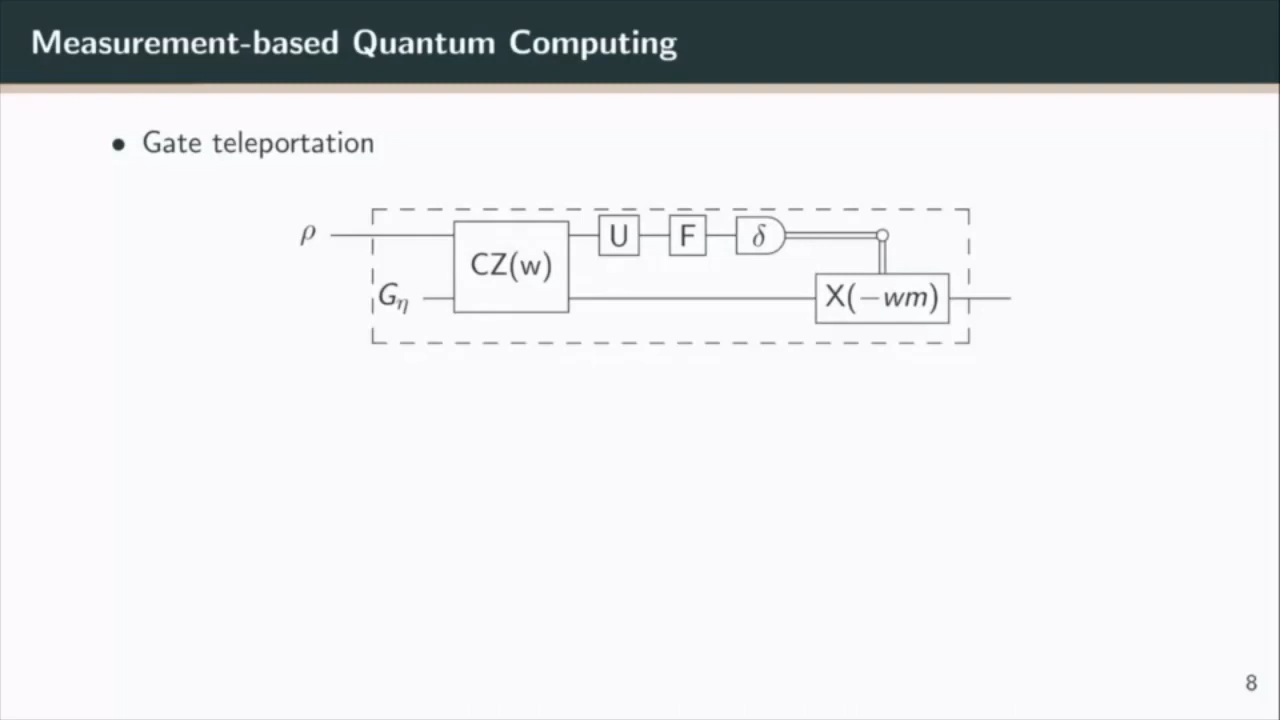 Measurement-based Quantum Computing
• Gate teleportation
ρ
CZ(w)
U
F
δ
G_η
X(−wm)
8